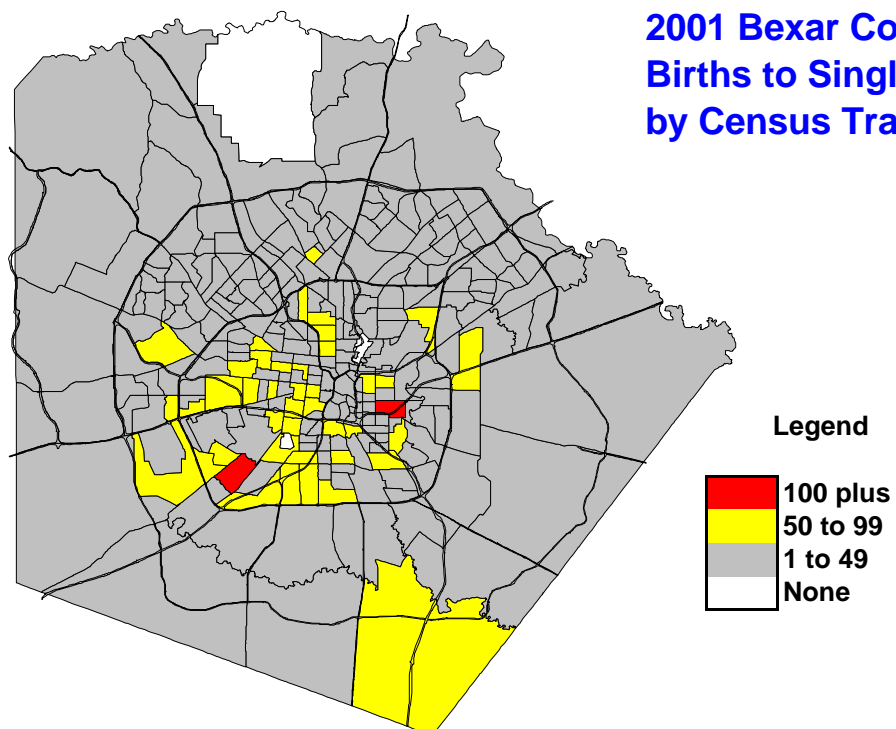 2001 Bexar Co
Births to Singl
by Census Tra
Legend
100 plus
50 to 99
1 to 49
None